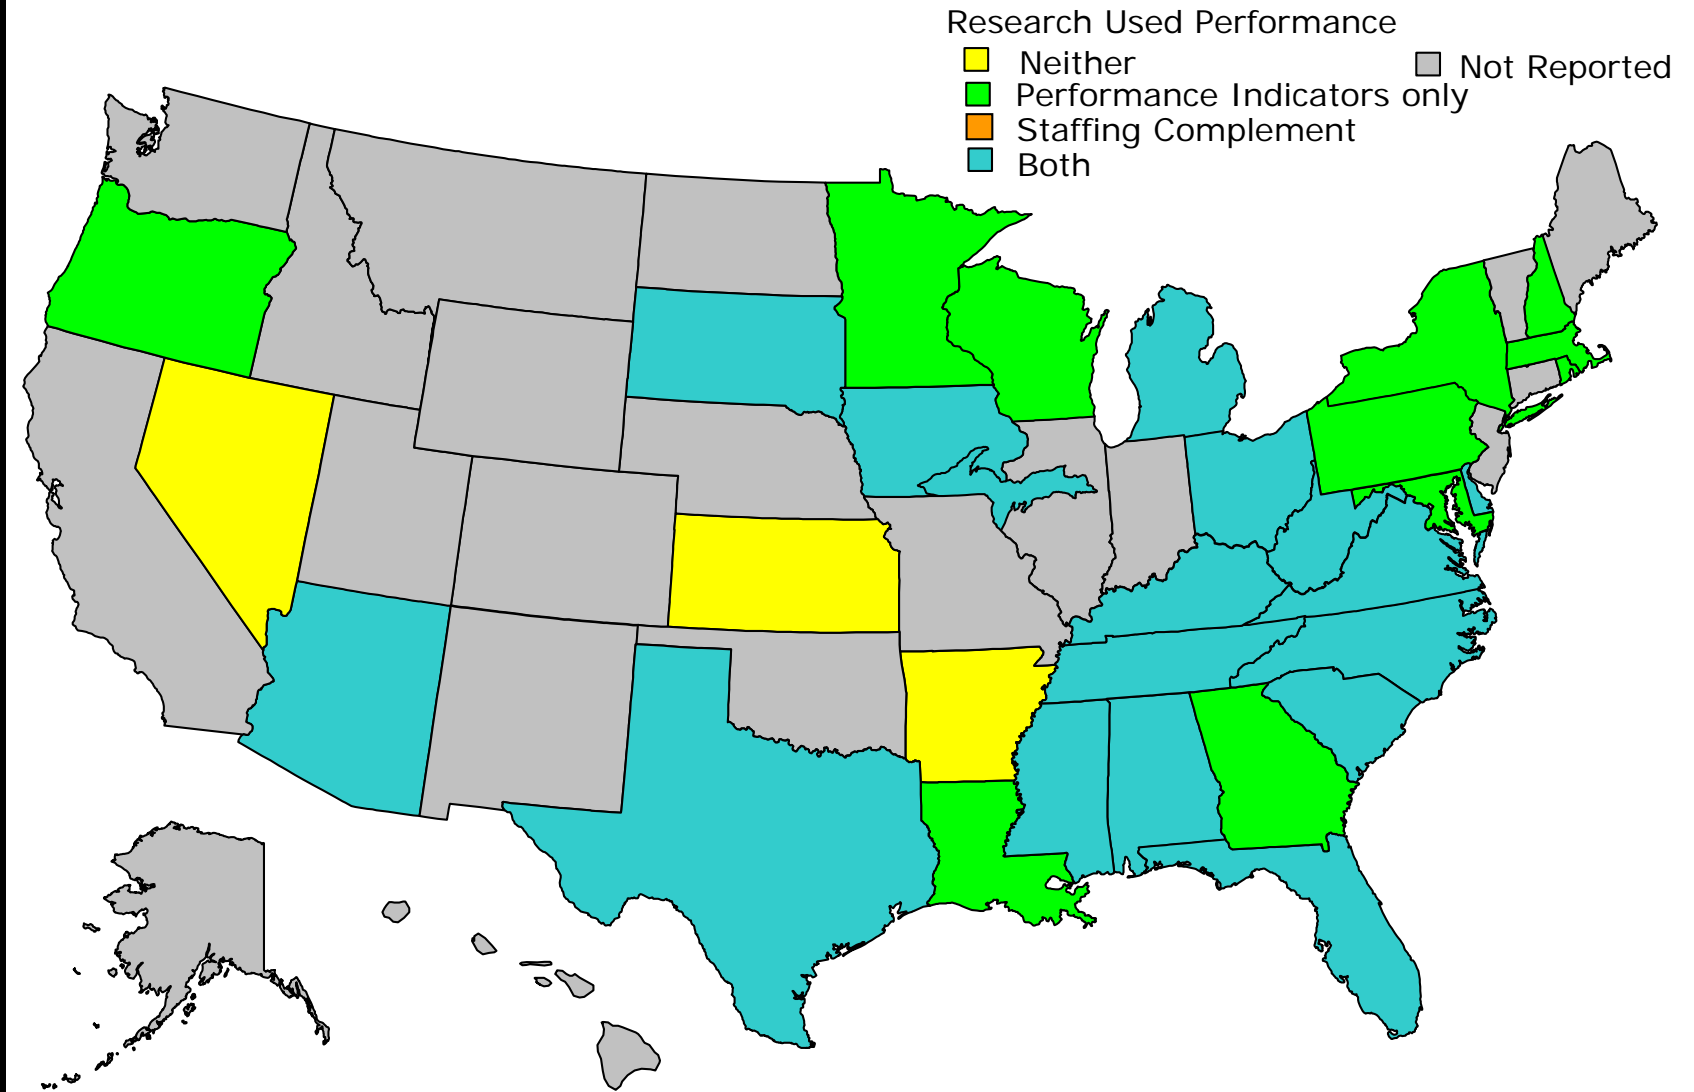 Research Used Performance
Neither
Not Reported
Performance Indicators only
Staffing Complement
Both